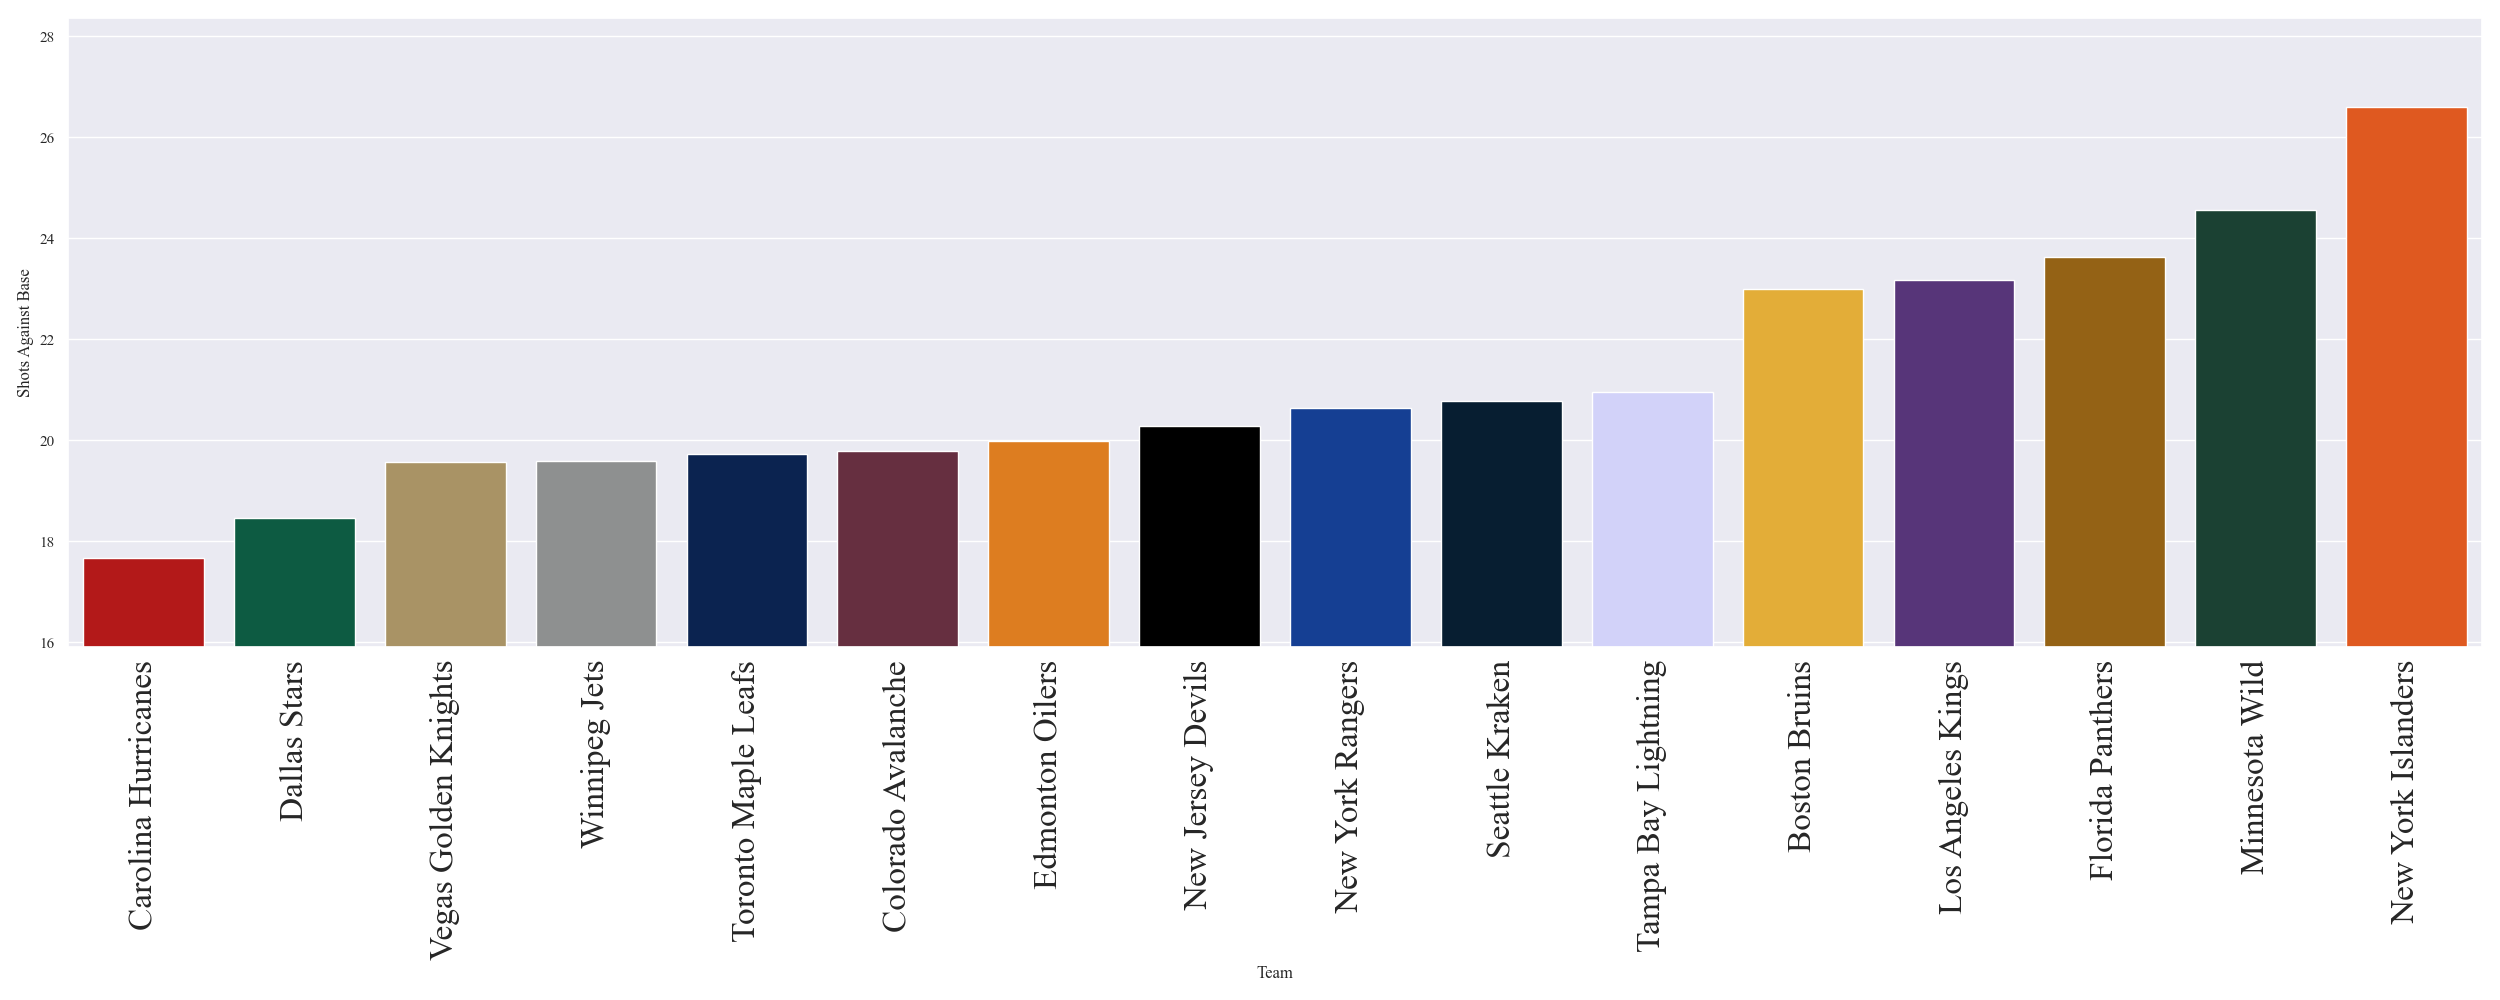 28
26
24
22
20
18
16
Shots Against Base
Carolina Hurricanes
Dallas Stars
Vegas Golden Knights
Winnipeg Jets
Toronto Maple Leafs
Colorado Avalanche
Edmonton Oilers
New Jersey Devils
New York Rangers
Seattle Kraken
Tampa Bay Lightning
Boston Bruins
Los Angeles Kings
Florida Panthers
Minnesota Wild
New York Islanders
Team